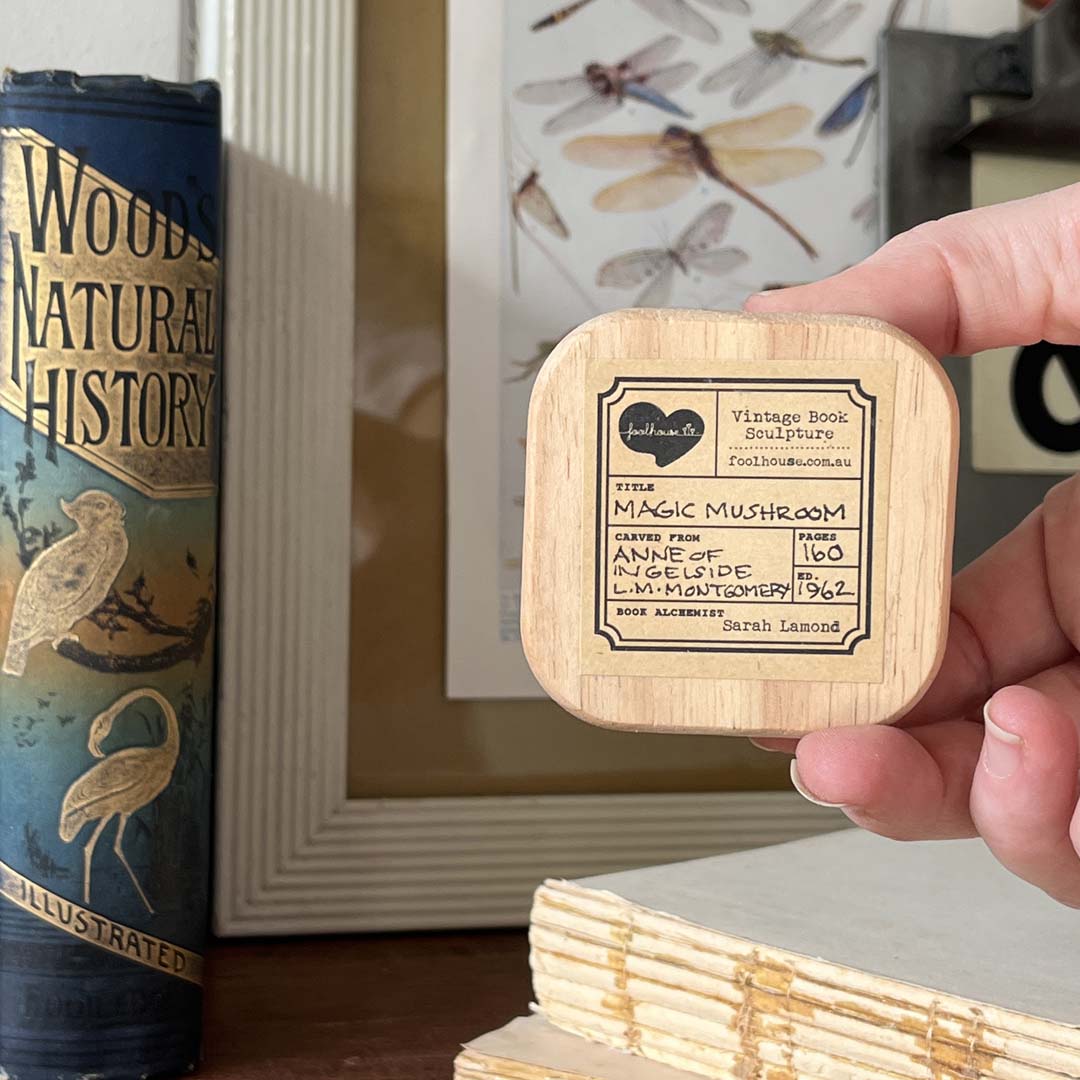 WOOD'S
NATURAL
HISTORY
ILLUSTRATED
foolhouse
Vintage Book
Sculpture
foolhouse.com.au
TITLE
MAGIC MUSHROOM
CARVED FROM
ANNE OF
INGELSIDE
L.M. MONTGOMERY
PAGES
160
ED.
1962
BOOK ALCHEMIST
Sarah Lamond